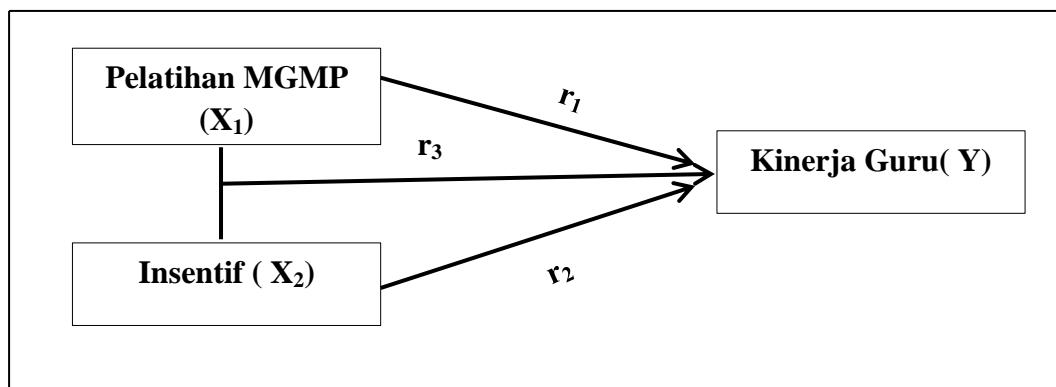 Pelatihan MGMP
(X₁)
r₁
r₃
Kinerja Guru( Y)
Insentif ( X₂)
r₂